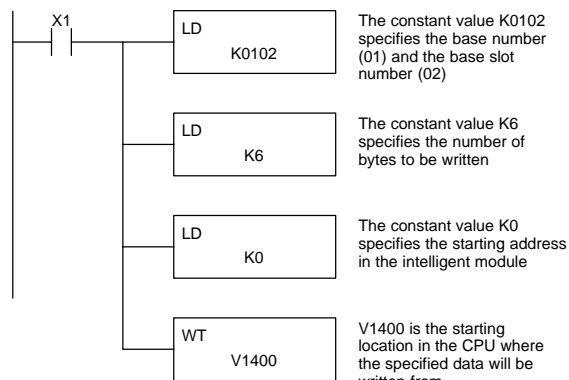 X1
LD
K0102
The constant value K0102
specifies the base number
(01) and the base slot
number (02)
LD
K6
The constant value K6
specifies the number of
bytes to be written
LD
K0
The constant value K0
specifies the starting address
in the intelligent module
WT
V1400
V1400 is the starting
location in the CPU where
the specified data will be
written from